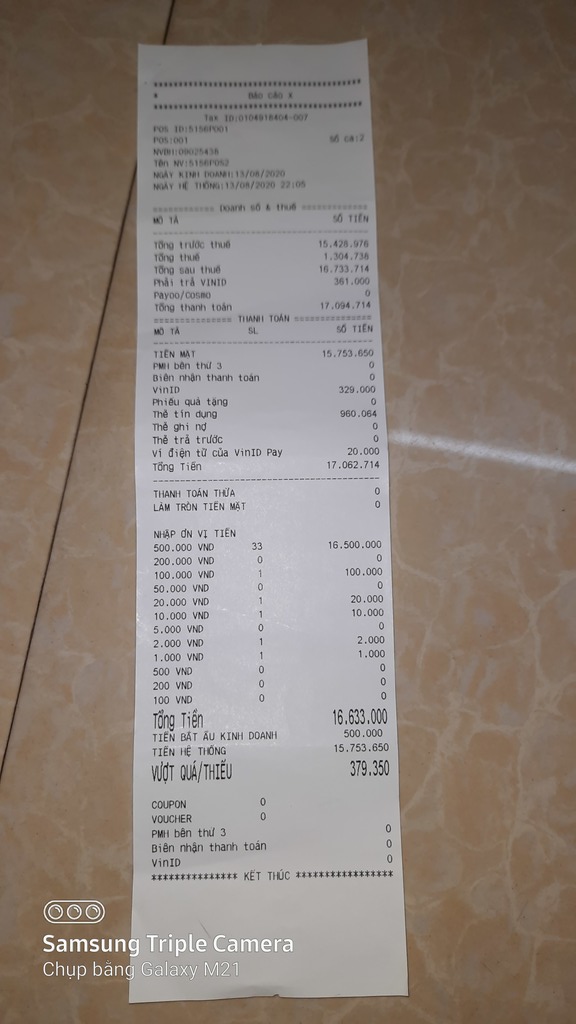 ****************************************
* Báo cáo X
****************************************
Tax ID:0104918404-007
POS ID:5156P001
POS:001 Số ca:2
NVBH:09025438
Tên NV:5156P052
NGÀY KINH DOANH:13/08/2020
NGÀY HỆ THỐNG:13/08/2020 22:05
============ Doanh số & thuế =============
MÔ TẢ SỐ TIỀN
Tổng trước thuế 15.428.976
Tổng thuế 1.304.738
Tổng sau thuế 16.733.714
Phải trả VINID 361.000
Payoo/Cosmo 0
Tổng thanh toán 17.094.714
=============== THANH TOÁN ===============
MÔ TẢ SL SỐ TIỀN
TIỀN MẶT 15.753.650
PMH bên thứ 3 0
Biên nhận thanh toán 0
VinID 329.000
Phiếu quà tặng 0
Thẻ tín dụng 960.064
Thẻ ghi nợ 0
Thẻ trả trước 0
Ví điện tử của VinID Pay 20.000
Tổng Tiền 17.062.714
THANH TOÁN THỪA 0
LÀM TRÒN TIỀN MẶT 0
NHẬP ƠN VỊ TIỀN
500.000 VND 33 16.500.000
200.000 VND 0 0
100.000 VND 1 100.000
50.000 VND 0 0
20.000 VND 1 20.000
10.000 VND 1 10.000
5.000 VND 0 0
2.000 VND 1 2.000
1.000 VND 1 1.000
500 VND 0 0
200 VND 0 0
100 VND 0 0
Tổng Tiền 16.633.000
TIỀN BẮT ẦU KINH DOANH 500.000
TIỀN HỆ THỐNG 15.753.650
VƯỢT QUÁ/THIẾU 379.350
COUPON 0
VOUCHER 0
PMH bên thứ 3 0
Biên nhận thanh toán 0
VinID 0
*************** KẾT THÚC *****************
Samsung Triple Camera
Chụp bằng Galaxy M21